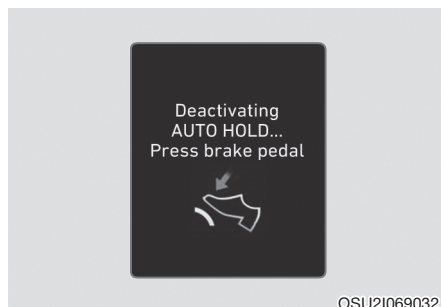 Deactivating
AUTO HOLD...
Press brake pedal
OSU2I069032